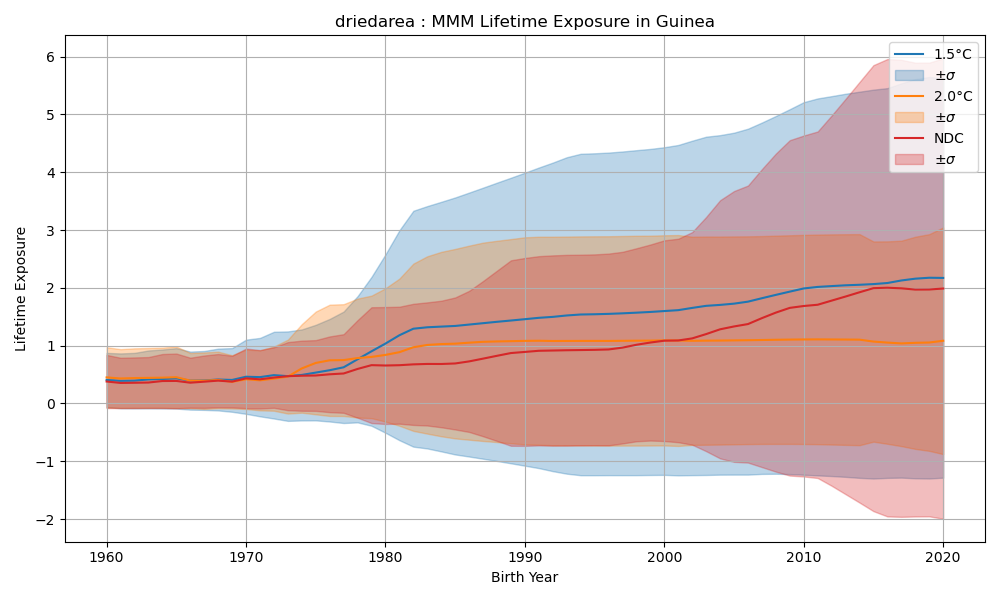 driedarea : MMM Lifetime Exposure in Guinea
6
5
4
3
2
1
0
−1
−2
Lifetime Exposure
1960
1970
1980
1990
2000
2010
2020
Birth Year
1.5°C
±σ
2.0°C
±σ
NDC
±σ